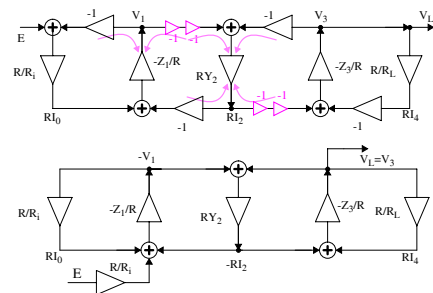 -1 V1 -1 V3 VL
E -1 -1
R/Ri -Z1/R RY2 -Z3/R R/RL
-1 -1
RI0 -1 RI2 -1 RI4
-V1 VL=V3
R/Ri -Z1/R RY2 -Z3/R R/RL
RI0 -RI2 RI4
E R/Ri